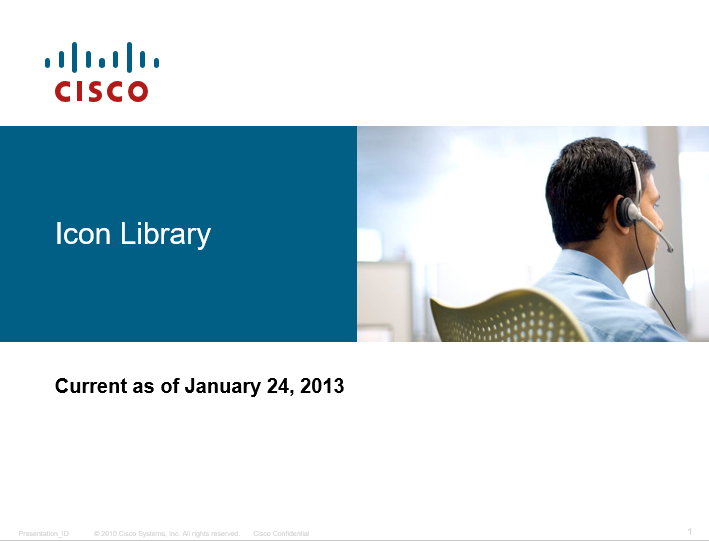 CISCO
Icon Library
Current as of January 24, 2013
Presentation_ID © 2010 Cisco Systems, Inc. All rights reserved. Cisco Confidential 1